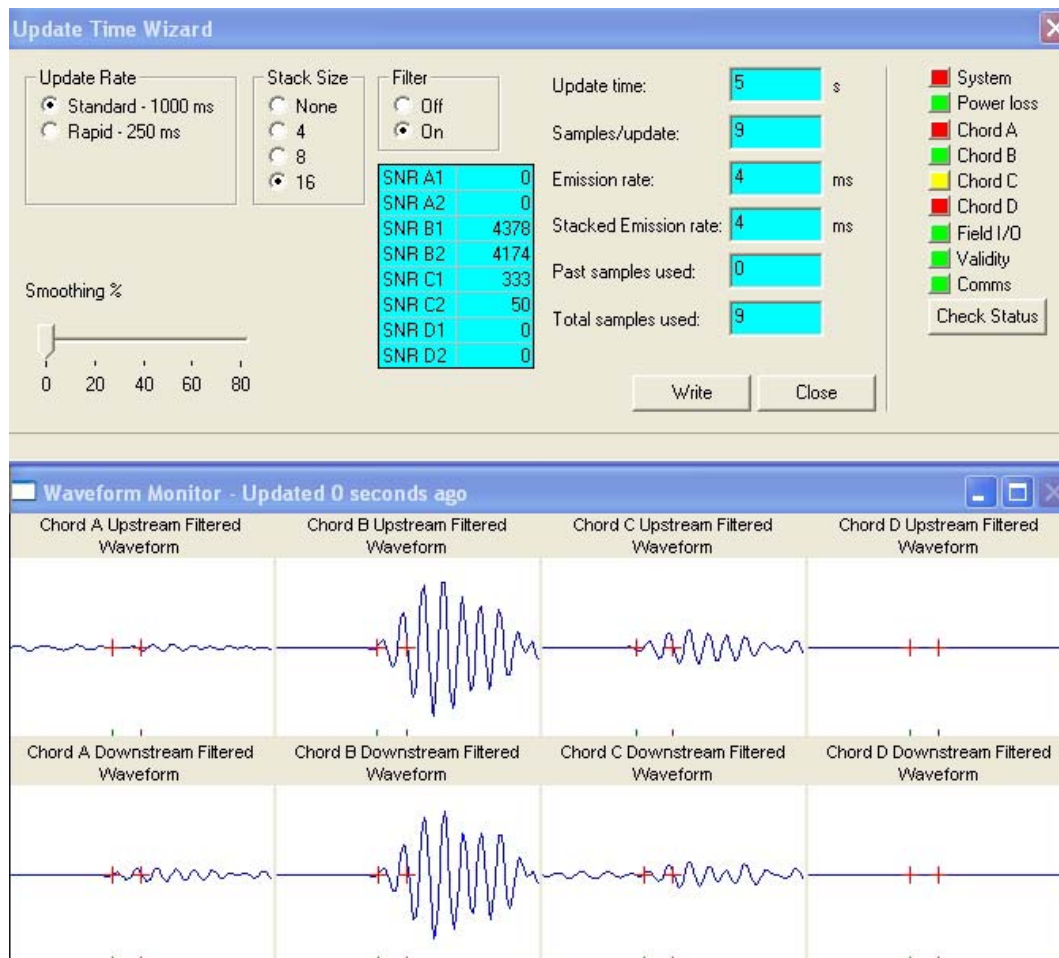 Update Time Wizard
Update Rate
Standard - 1000 ms
Rapid - 250 ms
Stack Size
None
4
8
16
Filter
Off
On
SNR A1 0
SNR A2 0
SNR B1 4378
SNR B2 4174
SNR C1 333
SNR C2 50
SNR D1 0
SNR D2 0
Smoothing %
0 20 40 60 80
Update time: 5 s
Samples/update: 9
Emission rate: 4 ms
Stacked Emission rate: 4 ms
Past samples used: 0
Total samples used: 9
Write
Close
System
Power loss
Chord A
Chord B
Chord C
Chord D
Field I/O
Validity
Comms
Check Status
Waveform Monitor - Updated 0 seconds ago
Chord A Upstream Filtered
Waveform
Chord B Upstream Filtered
Waveform
Chord C Upstream Filtered
Waveform
Chord D Upstream Filtered
Waveform
Chord A Downstream Filtered
Waveform
Chord B Downstream Filtered
Waveform
Chord C Downstream Filtered
Waveform
Chord D Downstream Filtered
Waveform